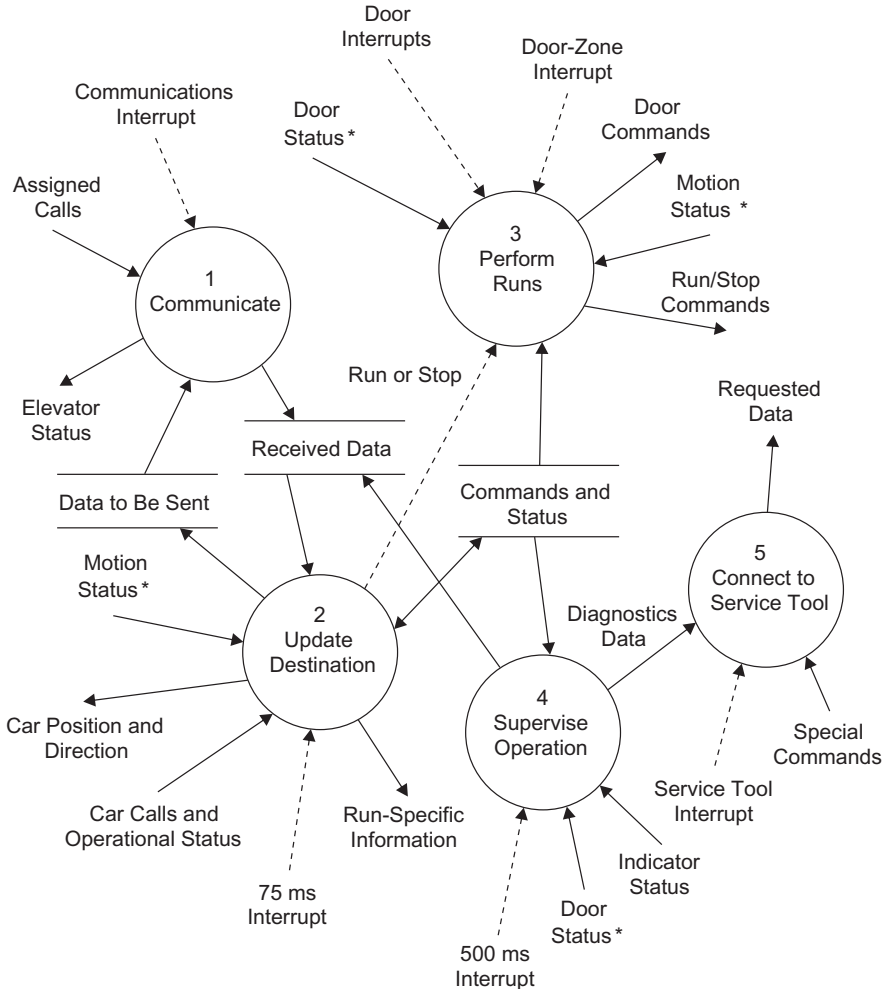 Door
Interrupts
Door-Zone
Interrupt
Communications
Interrupt
Door
Status*
Door
Commands
Assigned
Calls
Motion
Status *
1
Communicate
3
Perform
Runs
Run/Stop
Commands
Elevator
Status
Run or Stop
Requested
Data
Received Data
Data to Be Sent
Commands and
Status
Motion
Status*
2
Update
Destination
5
Connect to
Service Tool
Diagnostics
Data
4
Supervise
Operation
Car Position and
Direction
Special
Commands
Car Calls and
Operational Status
Run-Specific
Information
Service Tool
Interrupt
Indicator
Status
75 ms
Interrupt
Door
Status*
500 ms
Interrupt